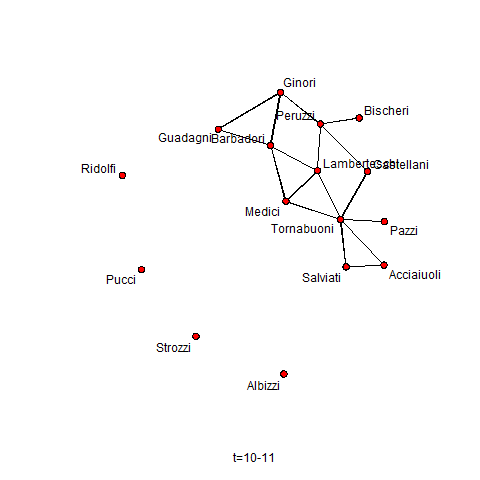 Ginori
Bischeri
Peruzzi
Guadagni
Barbadori
Lamberteschi
Castellani
Ridolfi
Medici
Tornabuoni
Pazzi
Pucci
Salviati
Acciaiuoli
Strozzi
Albizzi
t=10-11